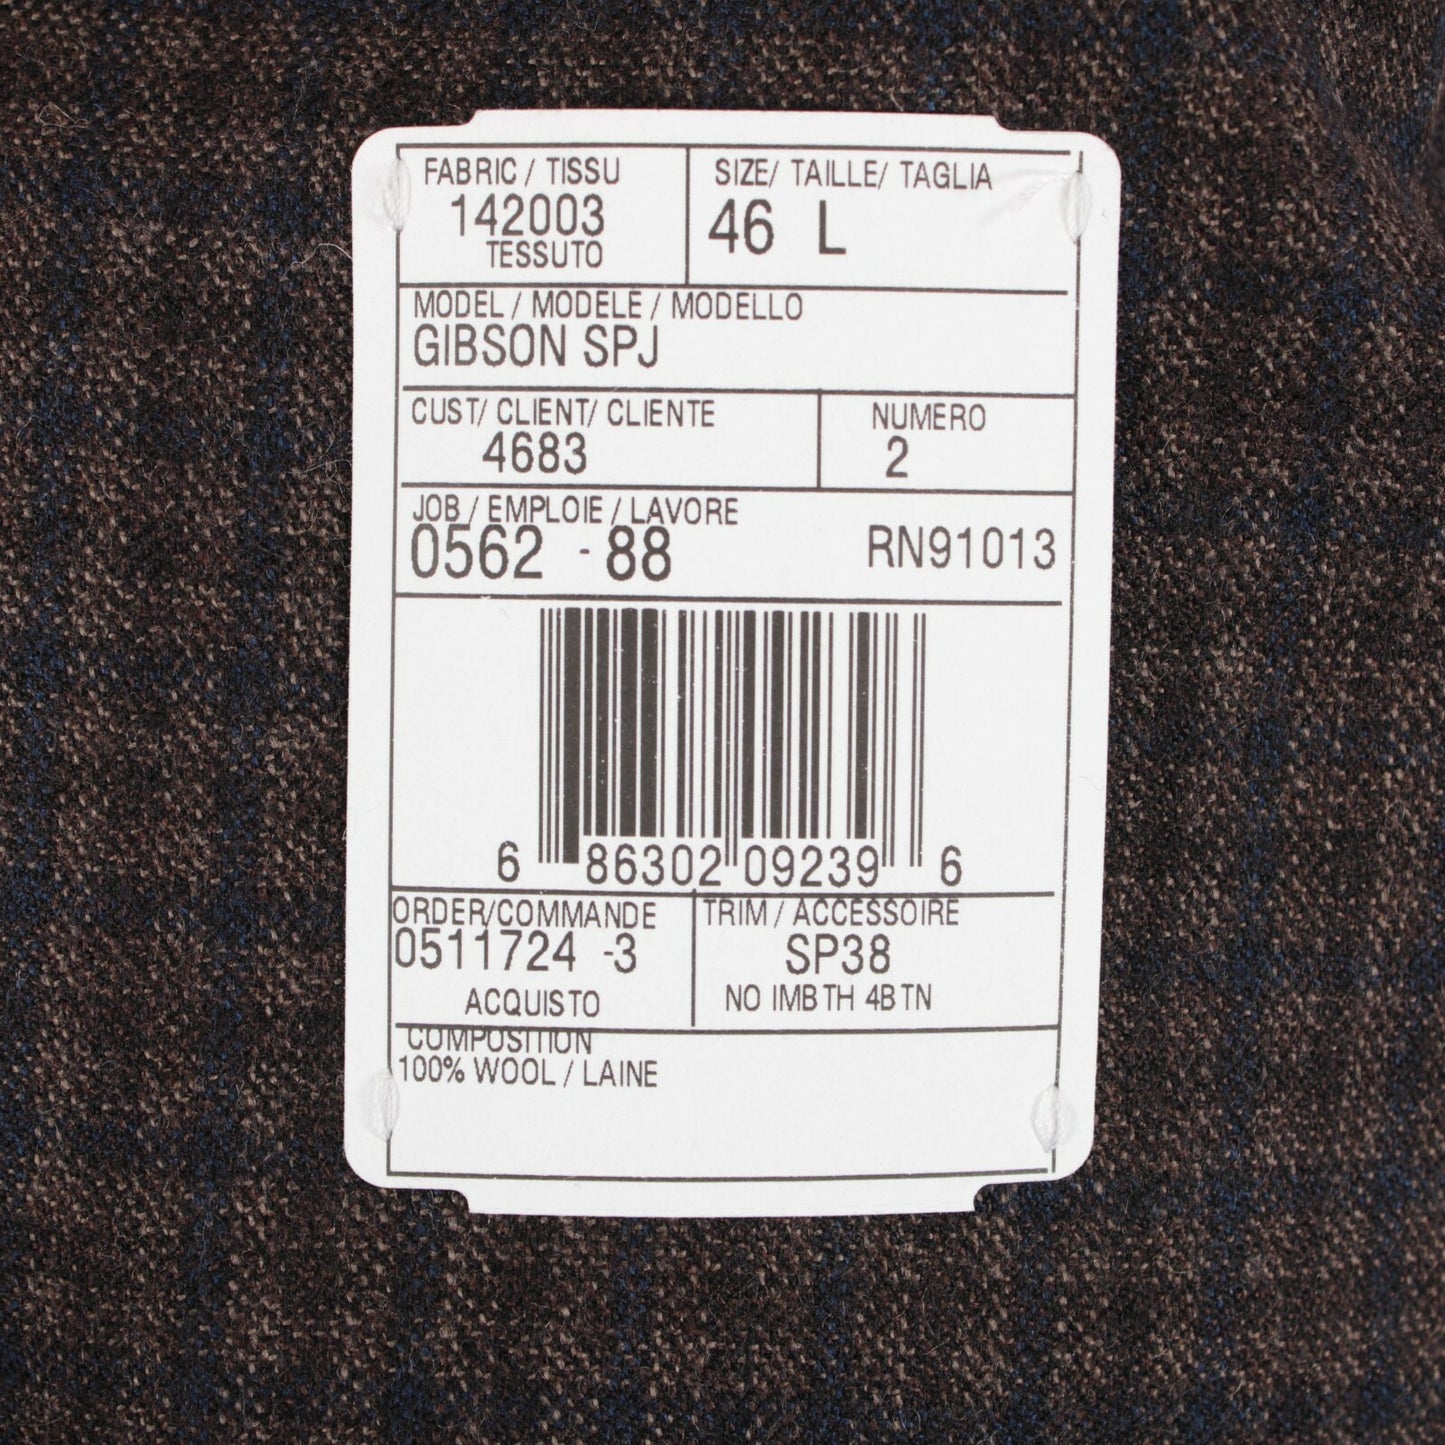 FABRIC / TISSU
142003
TESSUTO
SIZE/ TAILLE/ TAGLIA
46 L
MODEL / MODELE / MODELLO
GIBSON SPJ
CUST/ CLIENT/ CLIENTE
4683
NUMERO
2
JOB / EMPLOIE / LAVORE
0562 - 88
RN91013
6 86302 09239 6
ORDER/COMMANDE
0511724 -3
ACQUISTO
TRIM / ACCESSOIRE
SP38
NO IMBTH 4BTN
COMPOSITION
100% WOOL / LAINE